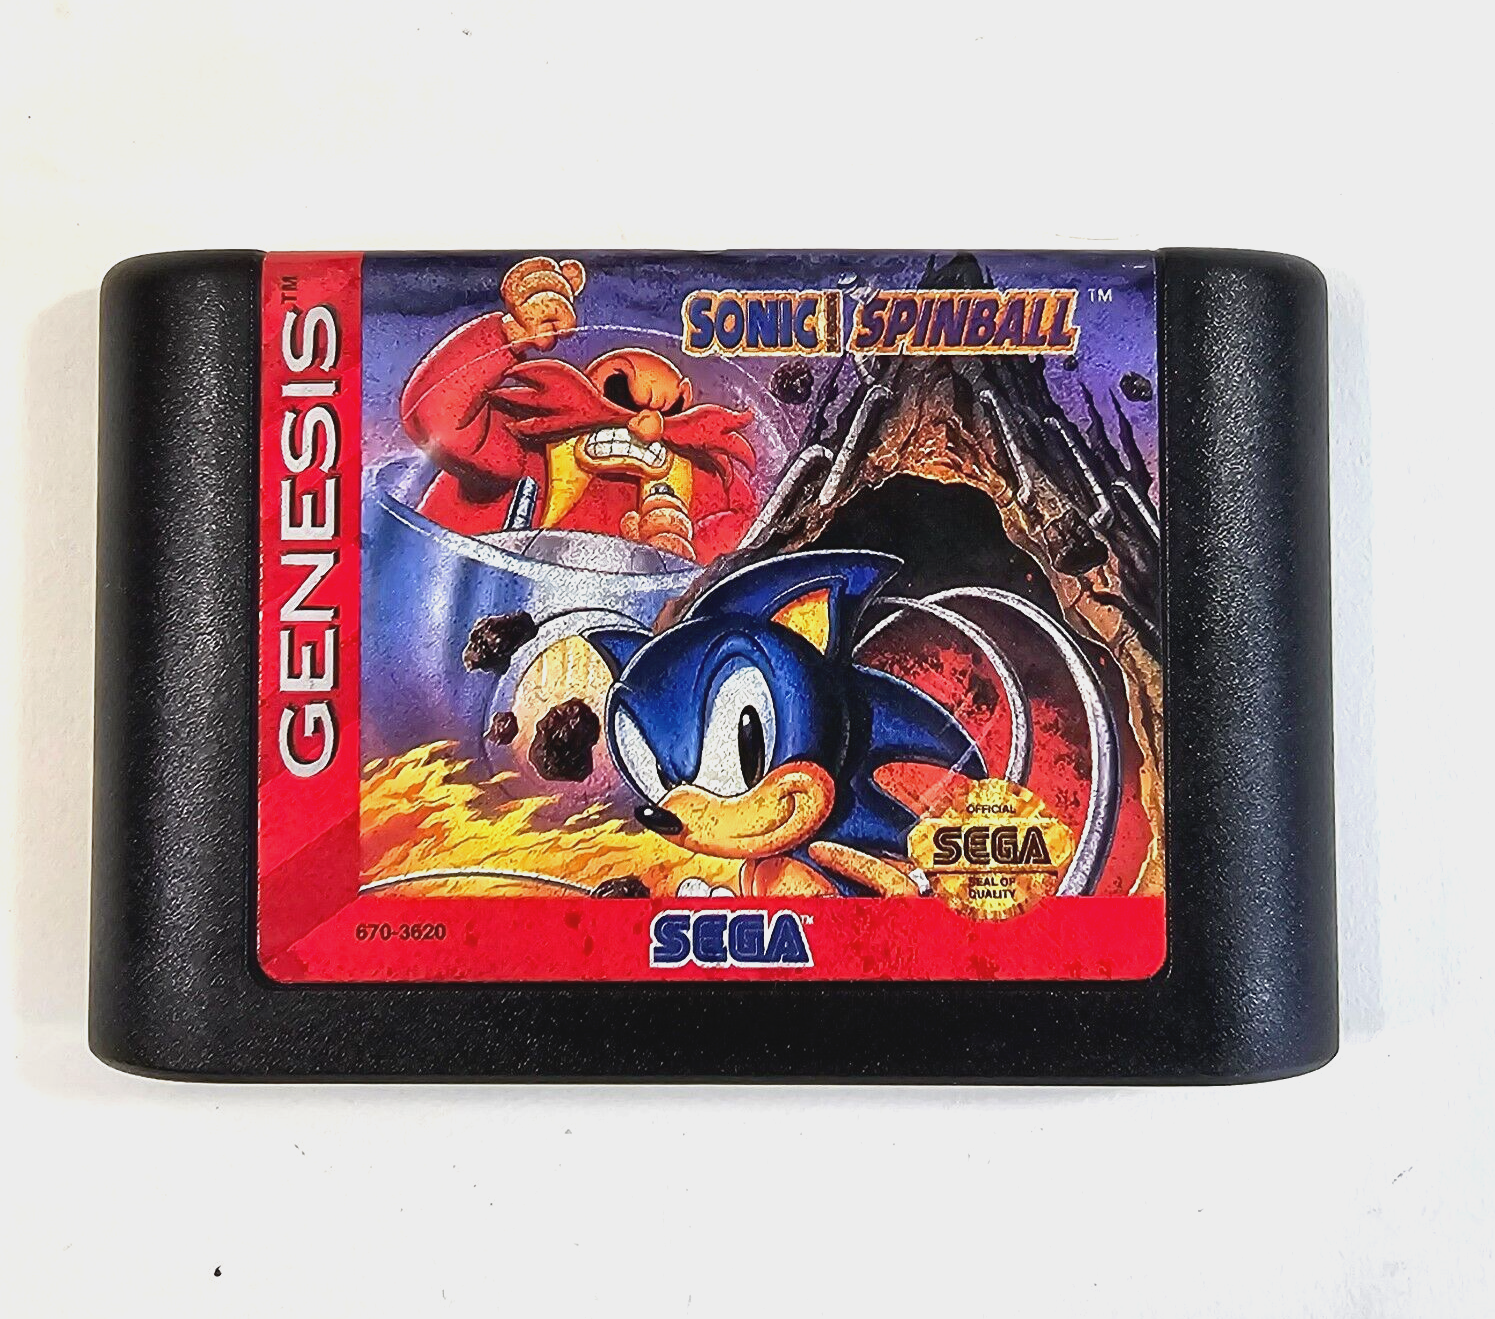 GENESIS™
SONIC SPINBALL™
OFFICIAL
SEGA
SEAL OF
QUALITY
670-3620
SEGA™